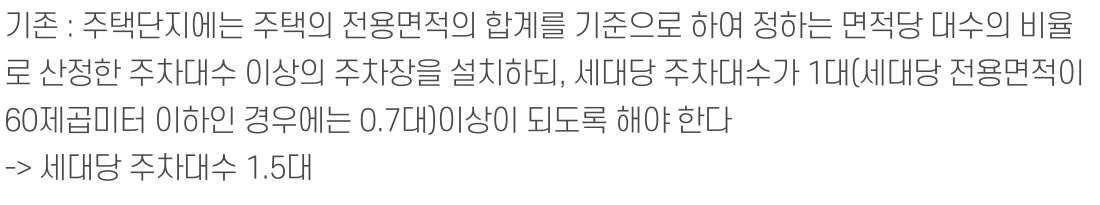 기존 : 주택단지에는 주택의 전용면적의 합계를 기준으로 하여 정하는 면적당 대수의 비율
로 산정한 주차대수 이상의 주차장을 설치하되, 세대당 주차대수가 1대(세대당 전용면적이
60제곱미터 이하인 경우에는 0.7대)이상이 되도록 해야 한다
-> 세대당 주차대수 1.5대